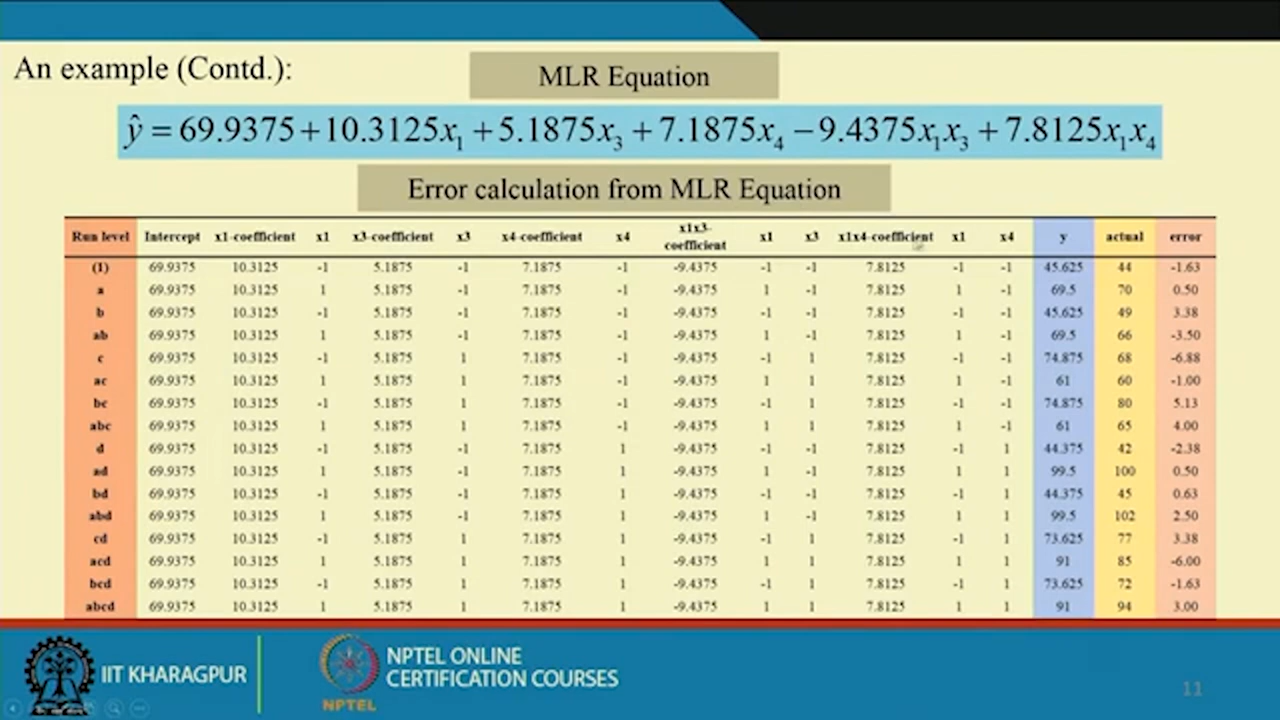 An example (Contd.):
MLR Equation
ŷ = 69.9375+10.3125x₁ +5.1875x₃ +7.1875x₄ −9.4375x₁x₃ +7.8125x₁x₄
Error calculation from MLR Equation
Run level Intercept x1-coefficient x1 x3-coefficient x3 x4-coefficient x4 x1x3-coefficient x1 x3 x1x4-coefficient x1 x4 y actual error
(1) 69.9375 10.3125 -1 5.1875 -1 7.1875 -1 -9.4375 -1 -1 7.8125 -1 -1 45.625 44 -1.63
a 69.9375 10.3125 1 5.1875 -1 7.1875 -1 -9.4375 1 -1 7.8125 1 -1 69.5 70 0.50
b 69.9375 10.3125 -1 5.1875 -1 7.1875 -1 -9.4375 -1 -1 7.8125 -1 -1 45.625 49 3.38
ab 69.9375 10.3125 1 5.1875 -1 7.1875 -1 -9.4375 1 -1 7.8125 1 -1 69.5 66 -3.50
c 69.9375 10.3125 -1 5.1875 1 7.1875 -1 -9.4375 -1 1 7.8125 -1 -1 74.875 68 -6.88
ac 69.9375 10.3125 1 5.1875 1 7.1875 -1 -9.4375 1 1 7.8125 1 -1 61 60 -1.00
bc 69.9375 10.3125 -1 5.1875 1 7.1875 -1 -9.4375 -1 1 7.8125 -1 -1 74.875 80 5.13
abc 69.9375 10.3125 1 5.1875 1 7.1875 -1 -9.4375 1 1 7.8125 1 -1 61 65 4.00
d 69.9375 10.3125 -1 5.1875 -1 7.1875 1 -9.4375 -1 -1 7.8125 -1 1 44.375 42 -2.38
ad 69.9375 10.3125 1 5.1875 -1 7.1875 1 -9.4375 1 -1 7.8125 1 1 99.5 100 0.50
bd 69.9375 10.3125 -1 5.1875 -1 7.1875 1 -9.4375 -1 -1 7.8125 -1 1 44.375 45 0.63
abd 69.9375 10.3125 1 5.1875 -1 7.1875 1 -9.4375 1 -1 7.8125 1 1 99.5 102 2.50
cd 69.9375 10.3125 -1 5.1875 1 7.1875 1 -9.4375 -1 1 7.8125 -1 1 73.625 77 3.38
acd 69.9375 10.3125 1 5.1875 1 7.1875 1 -9.4375 1 1 7.8125 1 1 91 85 -6.00
bcd 69.9375 10.3125 -1 5.1875 1 7.1875 1 -9.4375 -1 1 7.8125 -1 1 73.625 72 -1.63
abcd 69.9375 10.3125 1 5.1875 1 7.1875 1 -9.4375 1 1 7.8125 1 1 91 94 3.00
IIT KHARAGPUR
NPTEL
NPTEL ONLINE
CERTIFICATION COURSES
11